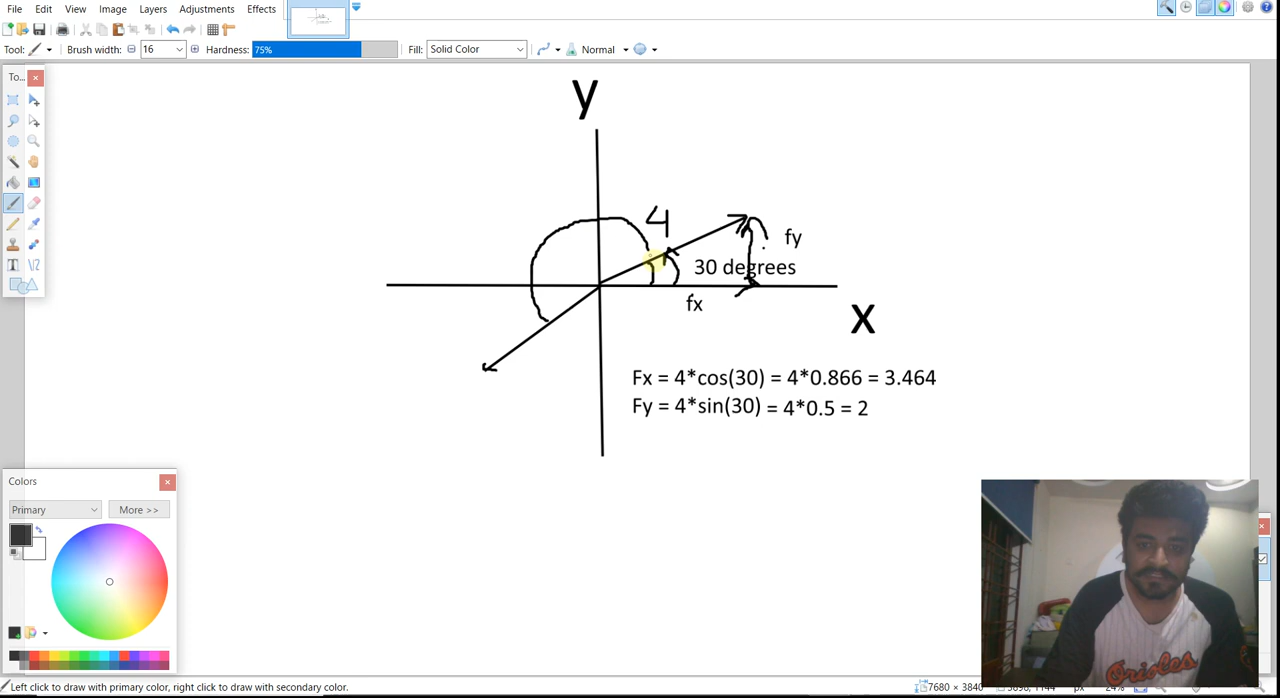 File Edit View Image Layers Adjustments Effects
Tool: Brush width: 16 Hardness: 75% Fill: Solid Color Normal
To...
y
4
fy
30 degrees
fx
x
Fx = 4*cos(30) = 4*0.866 = 3.464
Fy = 4*sin(30) = 4*0.5 = 2
Colors
Primary More >>
Orioles
Left click to draw with primary color, right click to draw with secondary color.
7680 × 3840 px 24%